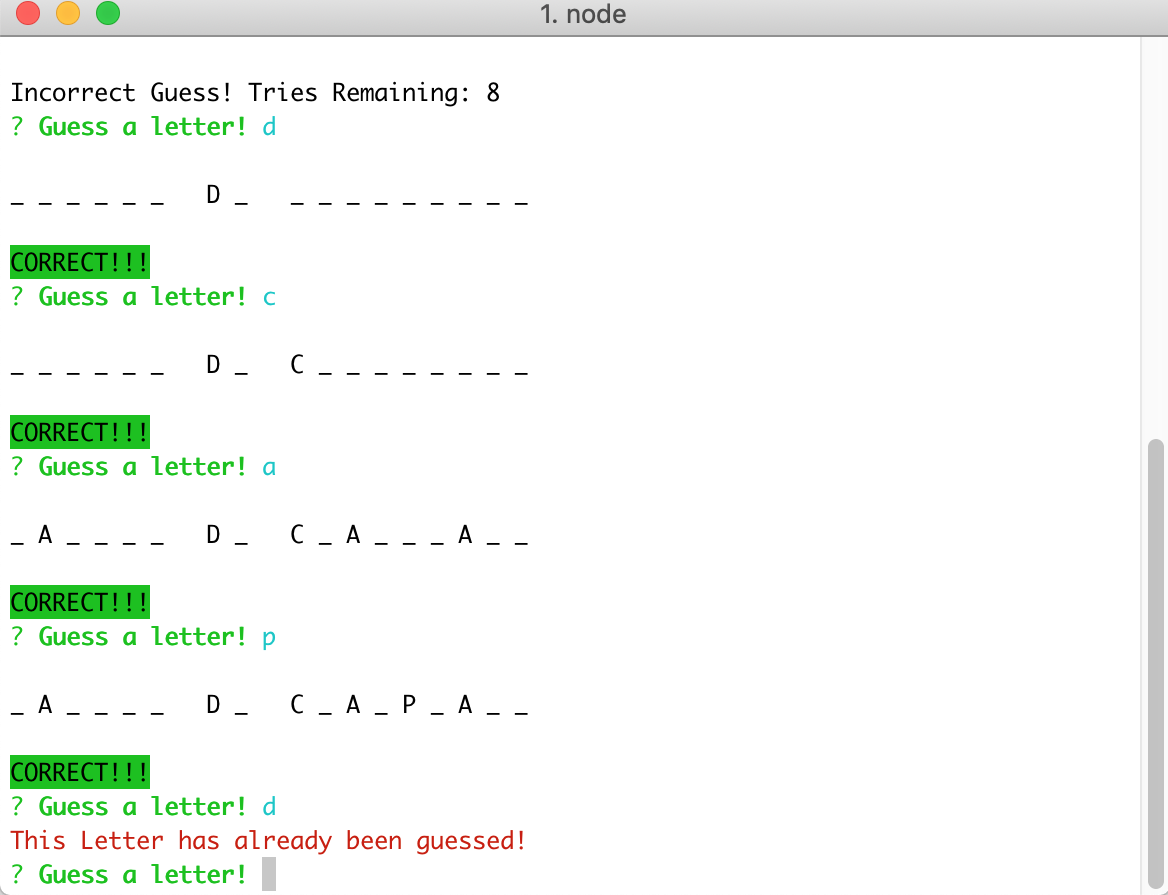 1. node
Incorrect Guess! Tries Remaining: 8
? Guess a letter! d
_ _ _ _ _ _   D _   _ _ _ _ _ _ _ _ _
CORRECT!!!
? Guess a letter! c
_ _ _ _ _ _   D _   C _ _ _ _ _ _ _ _
CORRECT!!!
? Guess a letter! a
_ A _ _ _ _   D _   C _ A _ _ _ A _ _
CORRECT!!!
? Guess a letter! p
_ A _ _ _ _   D _   C _ A _ P _ A _ _
CORRECT!!!
? Guess a letter! d
This Letter has already been guessed!
? Guess a letter!